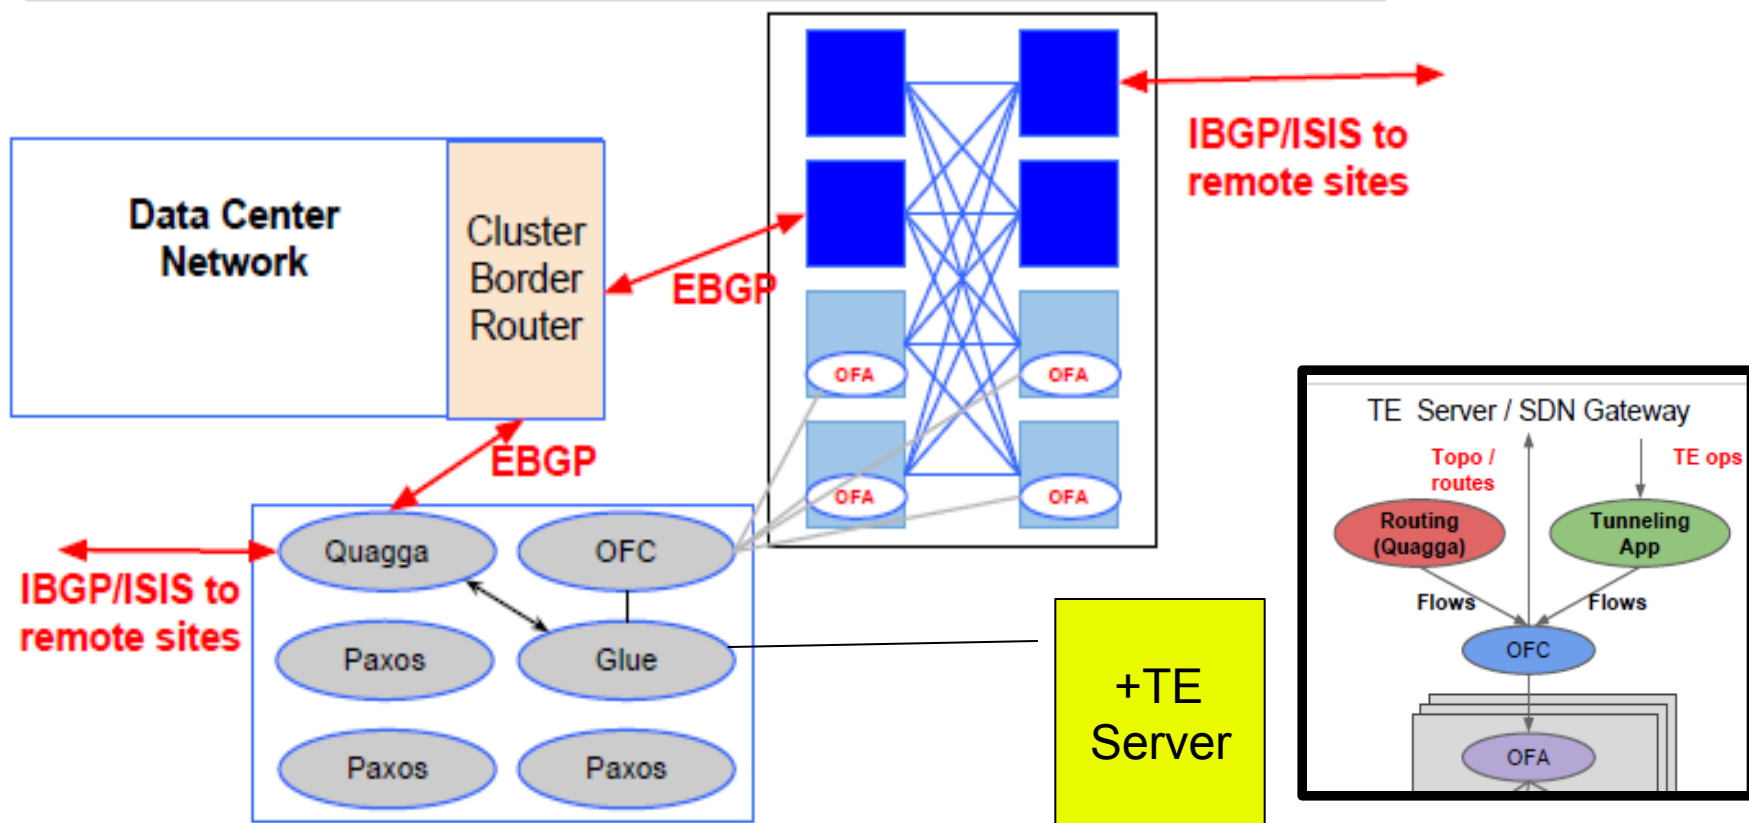 IBGP/ISIS to
remote sites
Data Center
Network
Cluster
Border
Router
EBGP
OFA
OFA
OFA
OFA
EBGP
IBGP/ISIS to
remote sites
Quagga
OFC
Paxos
Glue
Paxos
Paxos
+TE
Server
TE Server / SDN Gateway
Topo /
routes
TE ops
Routing
(Quagga)
Tunneling
App
Flows
Flows
OFC
OFA